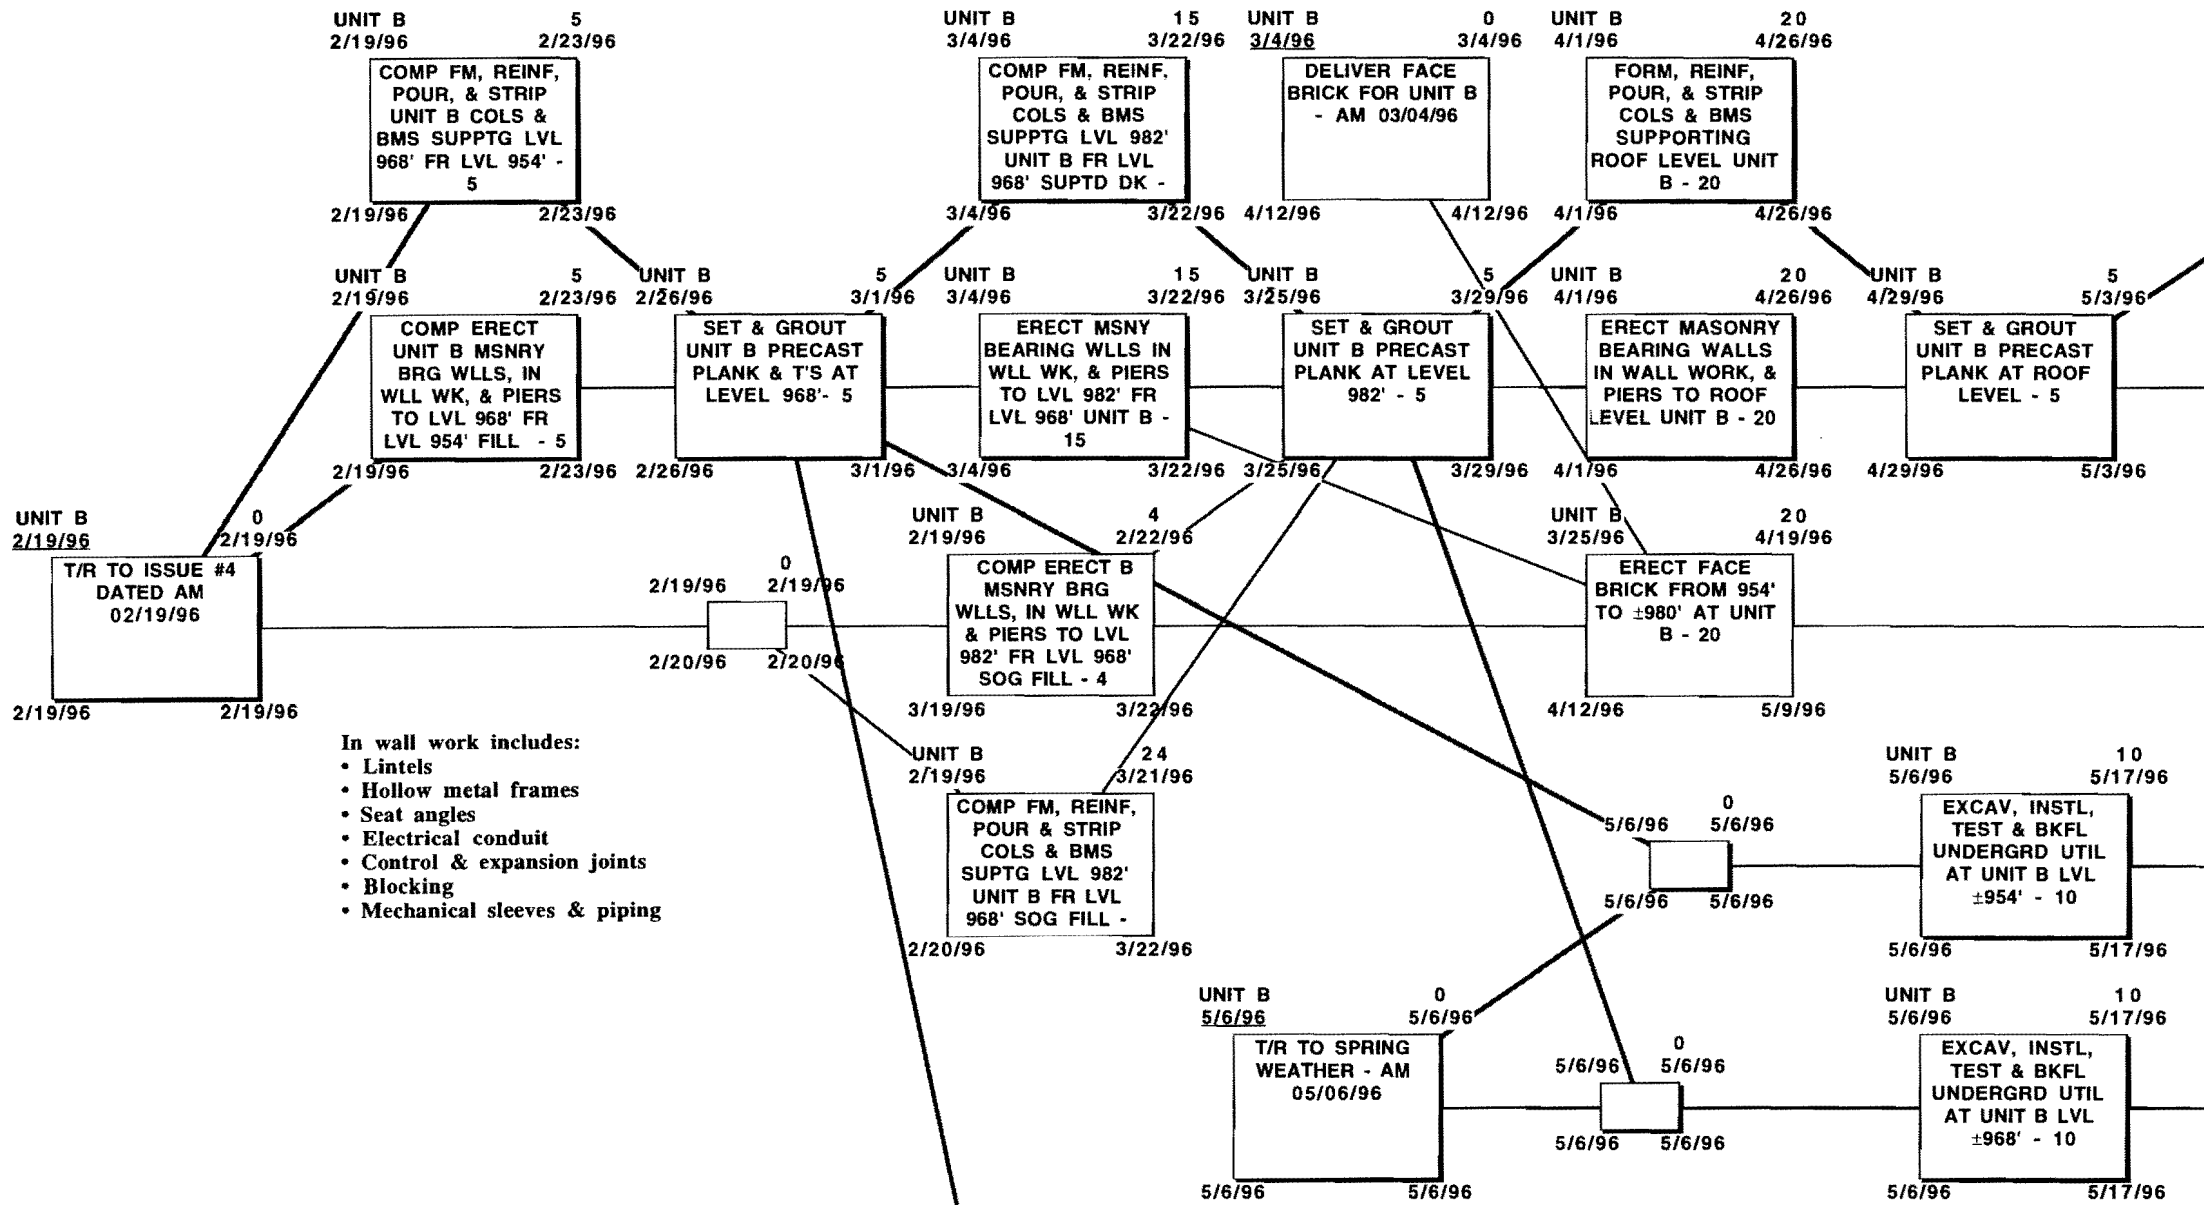 UNIT B 5
2/19/96 2/23/96
COMP FM, REINF,
POUR, & STRIP
UNIT B COLS &
BMS SUPPTG LVL
968' FR LVL 954' -
5
2/19/96 2/23/96
UNIT B 15
3/4/96 3/22/96
COMP FM, REINF,
POUR, & STRIP
COLS & BMS
SUPPTG LVL 982'
UNIT B FR LVL
968' SUPTD DK -
3/4/96 3/22/96
UNIT B 0
3/4/96 3/4/96
DELIVER FACE
BRICK FOR UNIT B
- AM 03/04/96
4/12/96 4/12/96
UNIT B 20
4/1/96 4/26/96
FORM, REINF,
POUR, & STRIP
COLS & BMS
SUPPORTING
ROOF LEVEL UNIT
B - 20
4/1/96 4/26/96
UNIT B 5
2/19/96 2/23/96
COMP ERECT
UNIT B MSNRY
BRG WLLS, IN
WLL WK, & PIERS
TO LVL 968' FR
LVL 954' FILL - 5
2/19/96 2/23/96
UNIT B 5
2/26/96 3/1/96
SET & GROUT
UNIT B PRECAST
PLANK & T'S AT
LEVEL 968'- 5
2/26/96 3/1/96
UNIT B 15
3/4/96 3/22/96
ERECT MSNY
BEARING WLLS IN
WLL WK, & PIERS
TO LVL 982' FR
LVL 968' UNIT B -
15
3/4/96 3/22/96
UNIT B 5
3/25/96 3/29/96
SET & GROUT
UNIT B PRECAST
PLANK AT LEVEL
982' - 5
3/25/96 3/29/96
UNIT B 20
4/1/96 4/26/96
ERECT MASONRY
BEARING WALLS
IN WALL WORK, &
PIERS TO ROOF
LEVEL UNIT B - 20
4/1/96 4/26/96
UNIT B 5
4/29/96 5/3/96
SET & GROUT
UNIT B PRECAST
PLANK AT ROOF
LEVEL - 5
4/29/96 5/3/96
UNIT B 0
2/19/96 2/19/96
T/R TO ISSUE #4
DATED AM
02/19/96
2/19/96 2/19/96
0
2/19/96 2/19/96
2/20/96 2/20/96
UNIT B 4
2/19/96 2/22/96
COMP ERECT B
MSNRY BRG
WLLS, IN WLL WK
& PIERS TO LVL
982' FR LVL 968'
SOG FILL - 4
3/19/96 3/22/96
UNIT B 20
3/25/96 4/19/96
ERECT FACE
BRICK FROM 954'
TO ±980' AT UNIT
B - 20
4/12/96 5/9/96
In wall work includes:
• Lintels
• Hollow metal frames
• Seat angles
• Electrical conduit
• Control & expansion joints
• Blocking
• Mechanical sleeves & piping
UNIT B 24
2/19/96 3/21/96
COMP FM, REINF,
POUR & STRIP
COLS & BMS
SUPTG LVL 982'
UNIT B FR LVL
968' SOG FILL -
2/20/96 3/22/96
0
5/6/96 5/6/96
5/6/96 5/6/96
UNIT B 10
5/6/96 5/17/96
EXCAV, INSTL,
TEST & BKFL
UNDERGRD UTIL
AT UNIT B LVL
±954' - 10
5/6/96 5/17/96
UNIT B 0
5/6/96 5/6/96
T/R TO SPRING
WEATHER - AM
05/06/96
5/6/96 5/6/96
0
5/6/96 5/6/96
5/6/96 5/6/96
UNIT B 10
5/6/96 5/17/96
EXCAV, INSTL,
TEST & BKFL
UNDERGRD UTIL
AT UNIT B LVL
±968' - 10
5/6/96 5/17/96